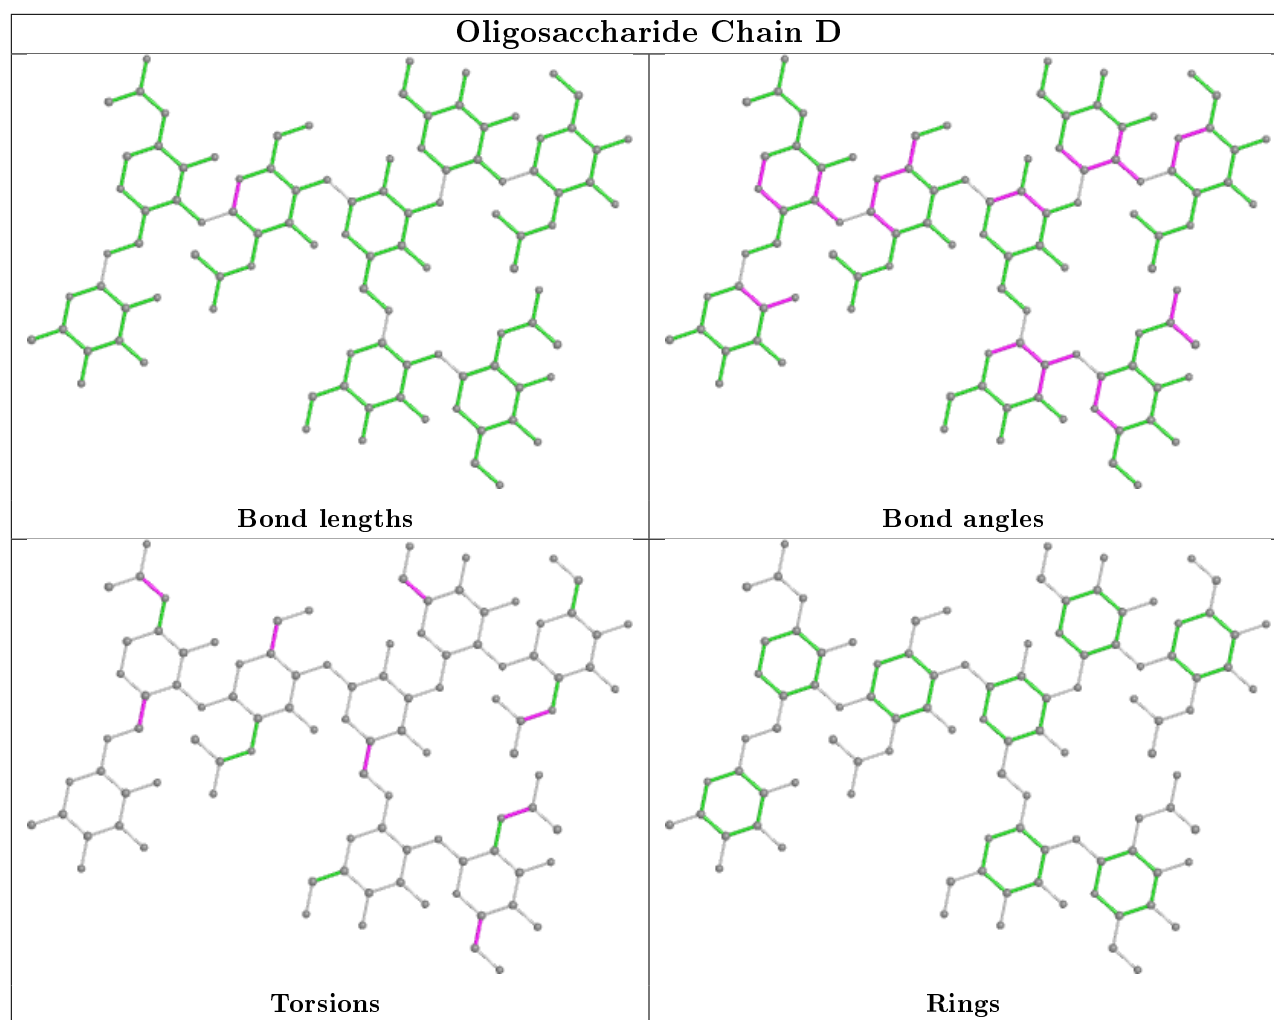 Oligosaccharide Chain D
Bond lengths
Bond angles
Torsions
Rings